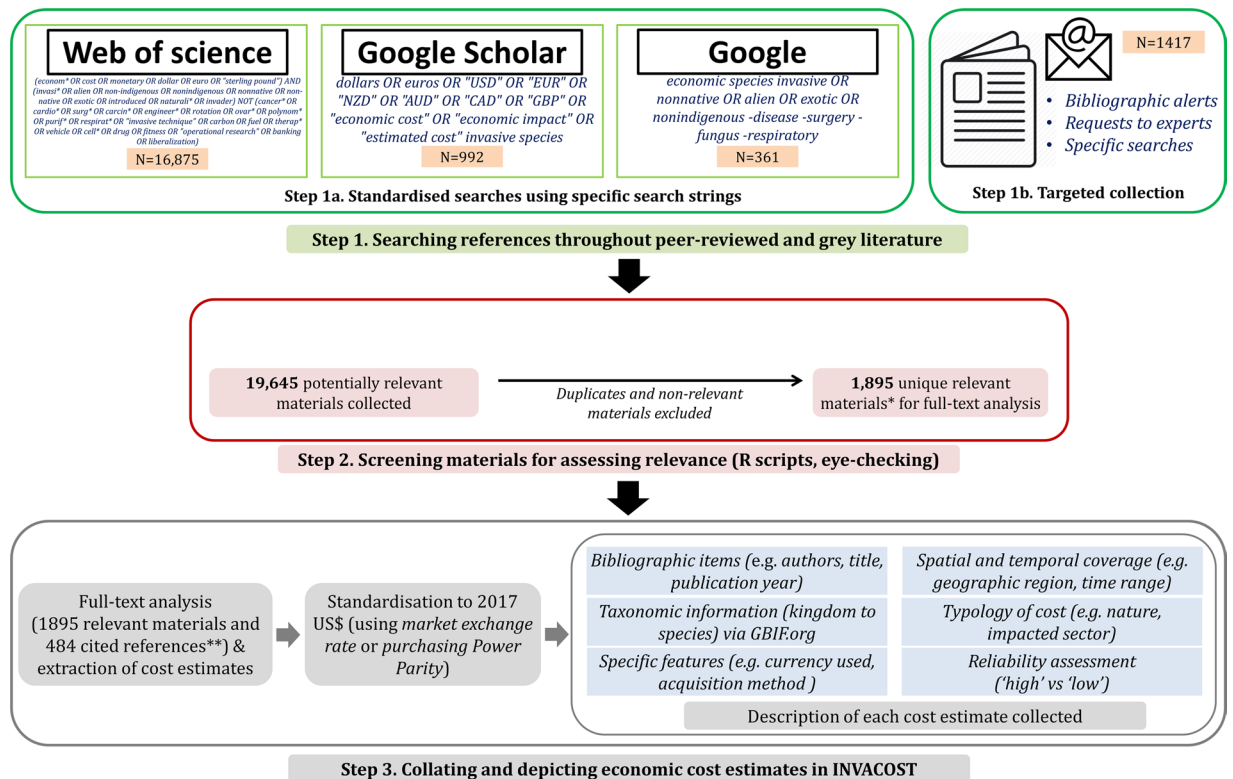 Web of science
(econom* OR cost OR monetary OR dollar OR euro OR "sterling pound") AND
(invasi* OR alien OR non-indigenous OR nonindigenous OR nonnative OR non-
native OR exotic OR introduced OR naturali* OR invader) NOT (cancer* OR
cardio* OR surg* OR carcin* OR engineer* OR rotation OR ovar* OR polynom*
OR purif* OR respirat* OR "invasive technique" OR carbon OR fuel OR therap*
OR vehicle OR cell* OR drug OR fitness OR "operational research" OR banking
OR liberalization)
N=16,875
Google Scholar
dollars OR euros OR "USD" OR "EUR" OR
"NZD" OR "AUD" OR "CAD" OR "GBP" OR
"economic cost" OR "economic impact" OR
"estimated cost" invasive species
N=992
Google
economic species invasive OR
nonnative OR alien OR exotic OR
nonindigenous -disease -surgery -
fungus -respiratory
N=361
Step 1a. Standardised searches using specific search strings
@
N=1417
• Bibliographic alerts
• Requests to experts
• Specific searches
Step 1b. Targeted collection
Step 1. Searching references throughout peer-reviewed and grey literature
19,645 potentially relevant
materials collected
Duplicates and non-relevant
materials excluded
1,895 unique relevant
materials* for full-text analysis
Step 2. Screening materials for assessing relevance (R scripts, eye-checking)
Full-text analysis
(1895 relevant materials and
484 cited references**) &
extraction of cost estimates
Standardisation to 2017
US$ (using market exchange
rate or purchasing Power
Parity)
Bibliographic items (e.g. authors, title,
publication year)
Spatial and temporal coverage (e.g.
geographic region, time range)
Taxonomic information (kingdom to
species) via GBIF.org
Typology of cost (e.g. nature,
impacted sector)
Specific features (e.g. currency used,
acquisition method )
Reliability assessment
('high' vs 'low')
Description of each cost estimate collected
Step 3. Collating and depicting economic cost estimates in INVACOST